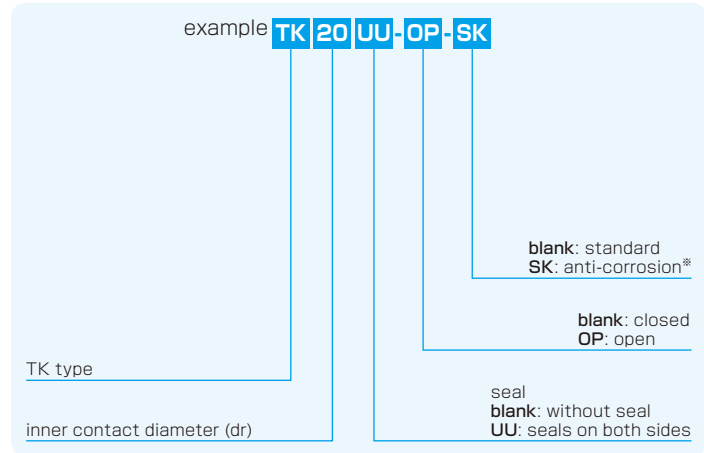 example TK 20 UU - OP - SK
blank: standard
SK: anti-corrosion※
blank: closed
OP: open
TK type
seal
blank: without seal
UU: seals on both sides
inner contact diameter (dr)